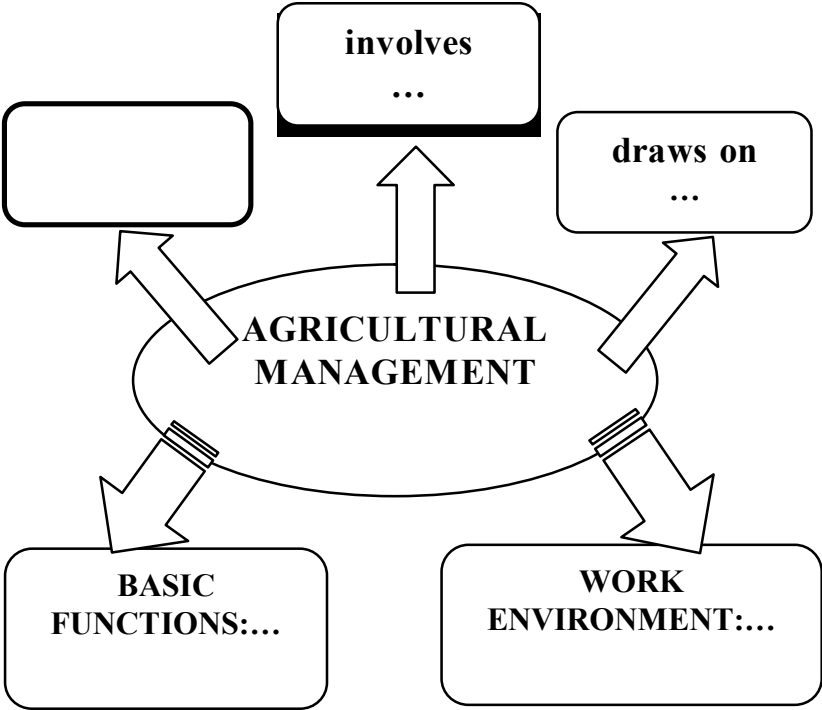 involves
...
draws on
...
AGRICULTURAL
MANAGEMENT
BASIC
FUNCTIONS:...
WORK
ENVIRONMENT:...